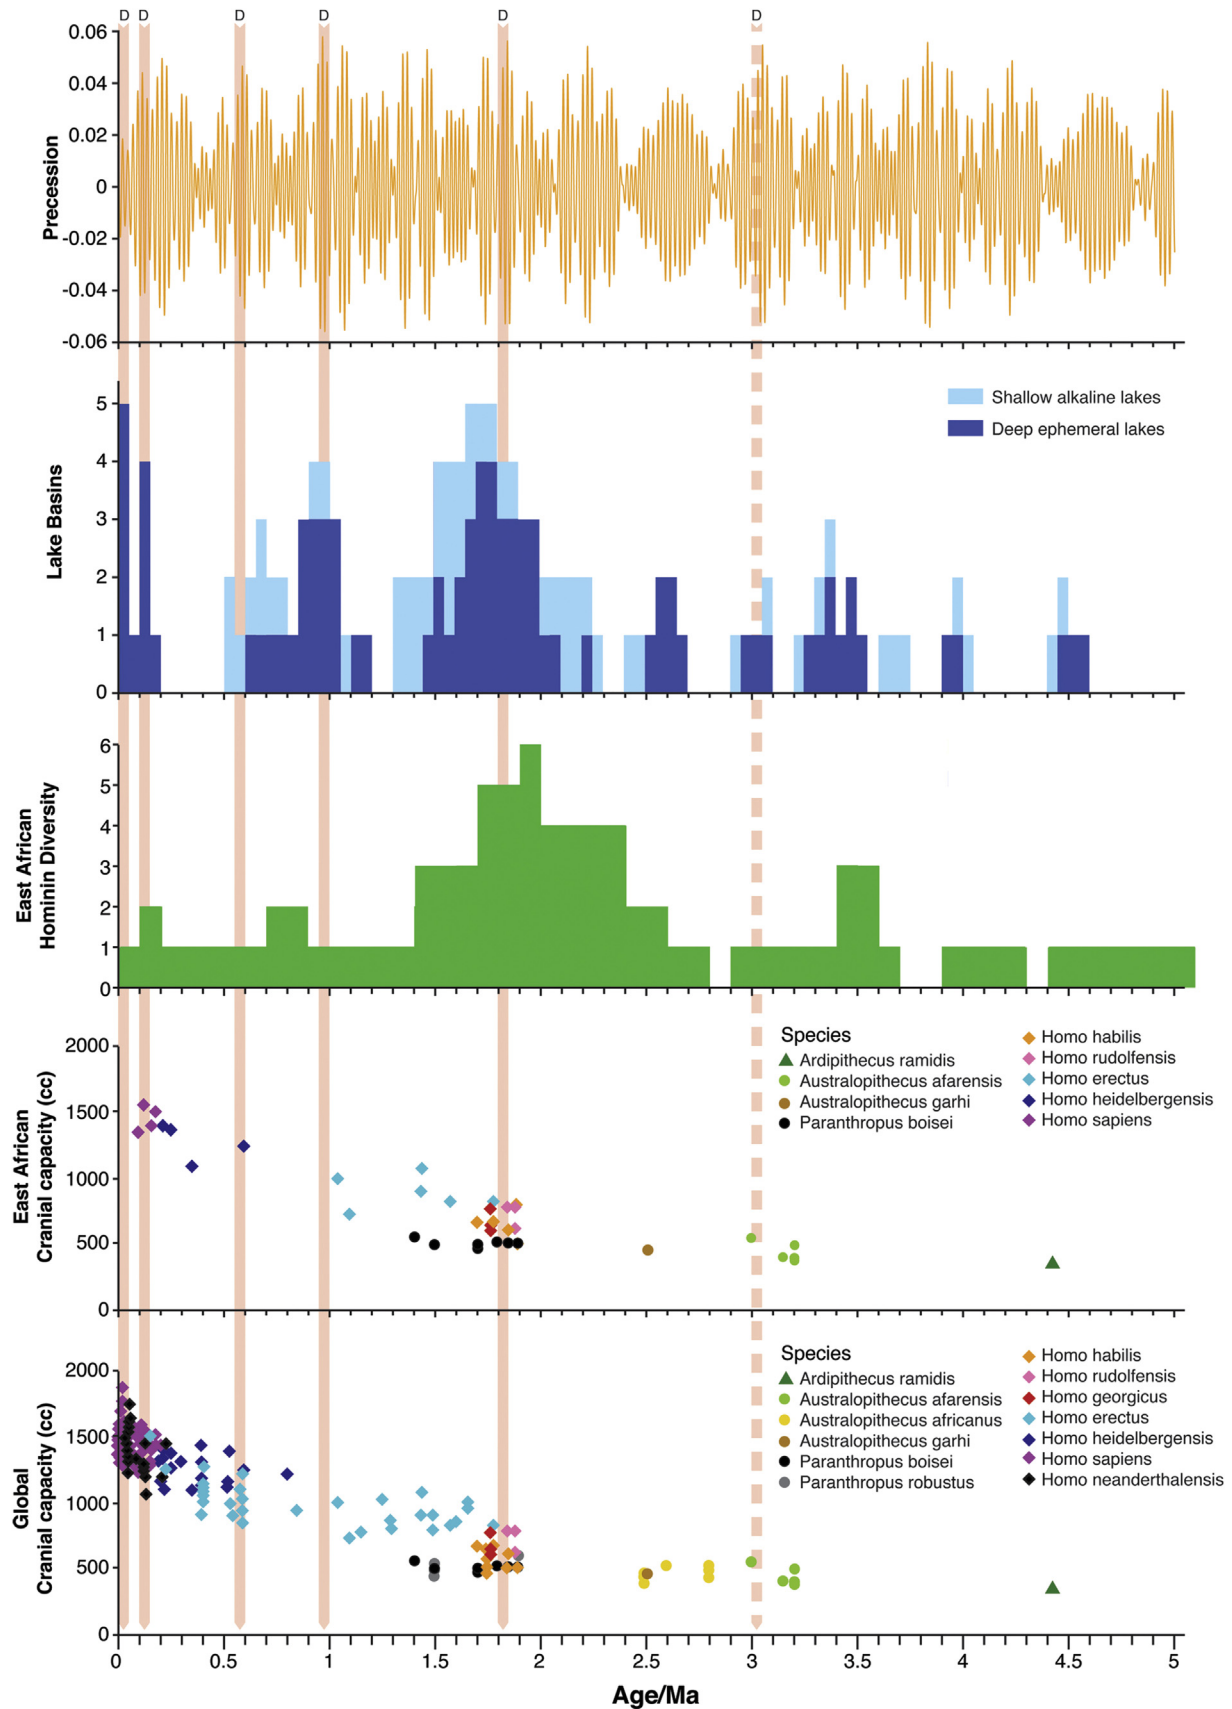 D D D D D D
0.06
0.04
0.02
0
-0.02
-0.04
-0.06
Precession
Shallow alkaline lakes
Deep ephemeral lakes
5
4
3
2
1
0
Lake Basins
6
5
4
3
2
1
0
East African
Hominin Diversity
Species
Ardipithecus ramidis
Australopithecus afarensis
Australopithecus garhi
Paranthropus boisei
Homo habilis
Homo rudolfensis
Homo erectus
Homo heidelbergensis
Homo sapiens
2000
1500
1000
500
0
East African
Cranial capacity (cc)
Species
Ardipithecus ramidis
Australopithecus afarensis
Australopithecus africanus
Australopithecus garhi
Paranthropus boisei
Paranthropus robustus
Homo habilis
Homo rudolfensis
Homo georgicus
Homo erectus
Homo heidelbergensis
Homo sapiens
Homo neanderthalensis
2000
1500
1000
500
0
Global
Cranial capacity (cc)
0 0.5 1 1.5 2 2.5 3 3.5 4 4.5 5
Age/Ma